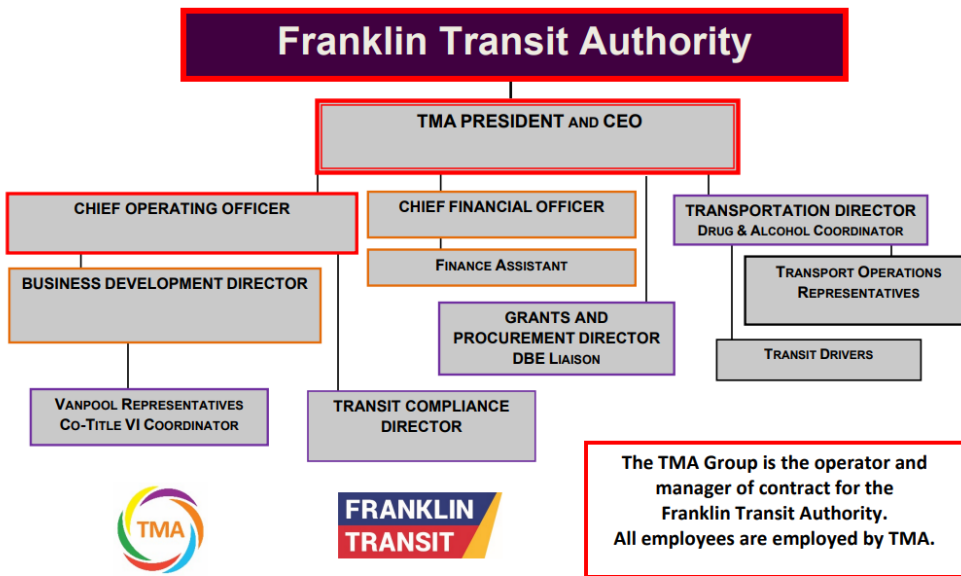 Franklin Transit Authority
TMA PRESIDENT AND CEO
CHIEF OPERATING OFFICER
CHIEF FINANCIAL OFFICER
TRANSPORTATION DIRECTOR
DRUG & ALCOHOL COORDINATOR
FINANCE ASSISTANT
TRANSPORT OPERATIONS
REPRESENTATIVES
BUSINESS DEVELOPMENT DIRECTOR
GRANTS AND
PROCUREMENT DIRECTOR
DBE LIAISON
TRANSIT DRIVERS
VANPOOL REPRESENTATIVES
CO-TITLE VI COORDINATOR
TRANSIT COMPLIANCE
DIRECTOR
The TMA Group is the operator and
manager of contract for the
Franklin Transit Authority.
All employees are employed by TMA.
TMA
FRANKLIN
TRANSIT